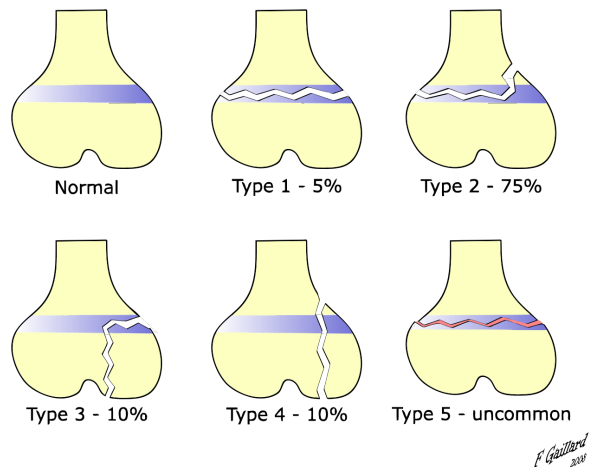 Normal
Type 1 - 5%
Type 2 - 75%
Type 3 - 10%
Type 4 - 10%
Type 5 - uncommon
F Gaillard
2008